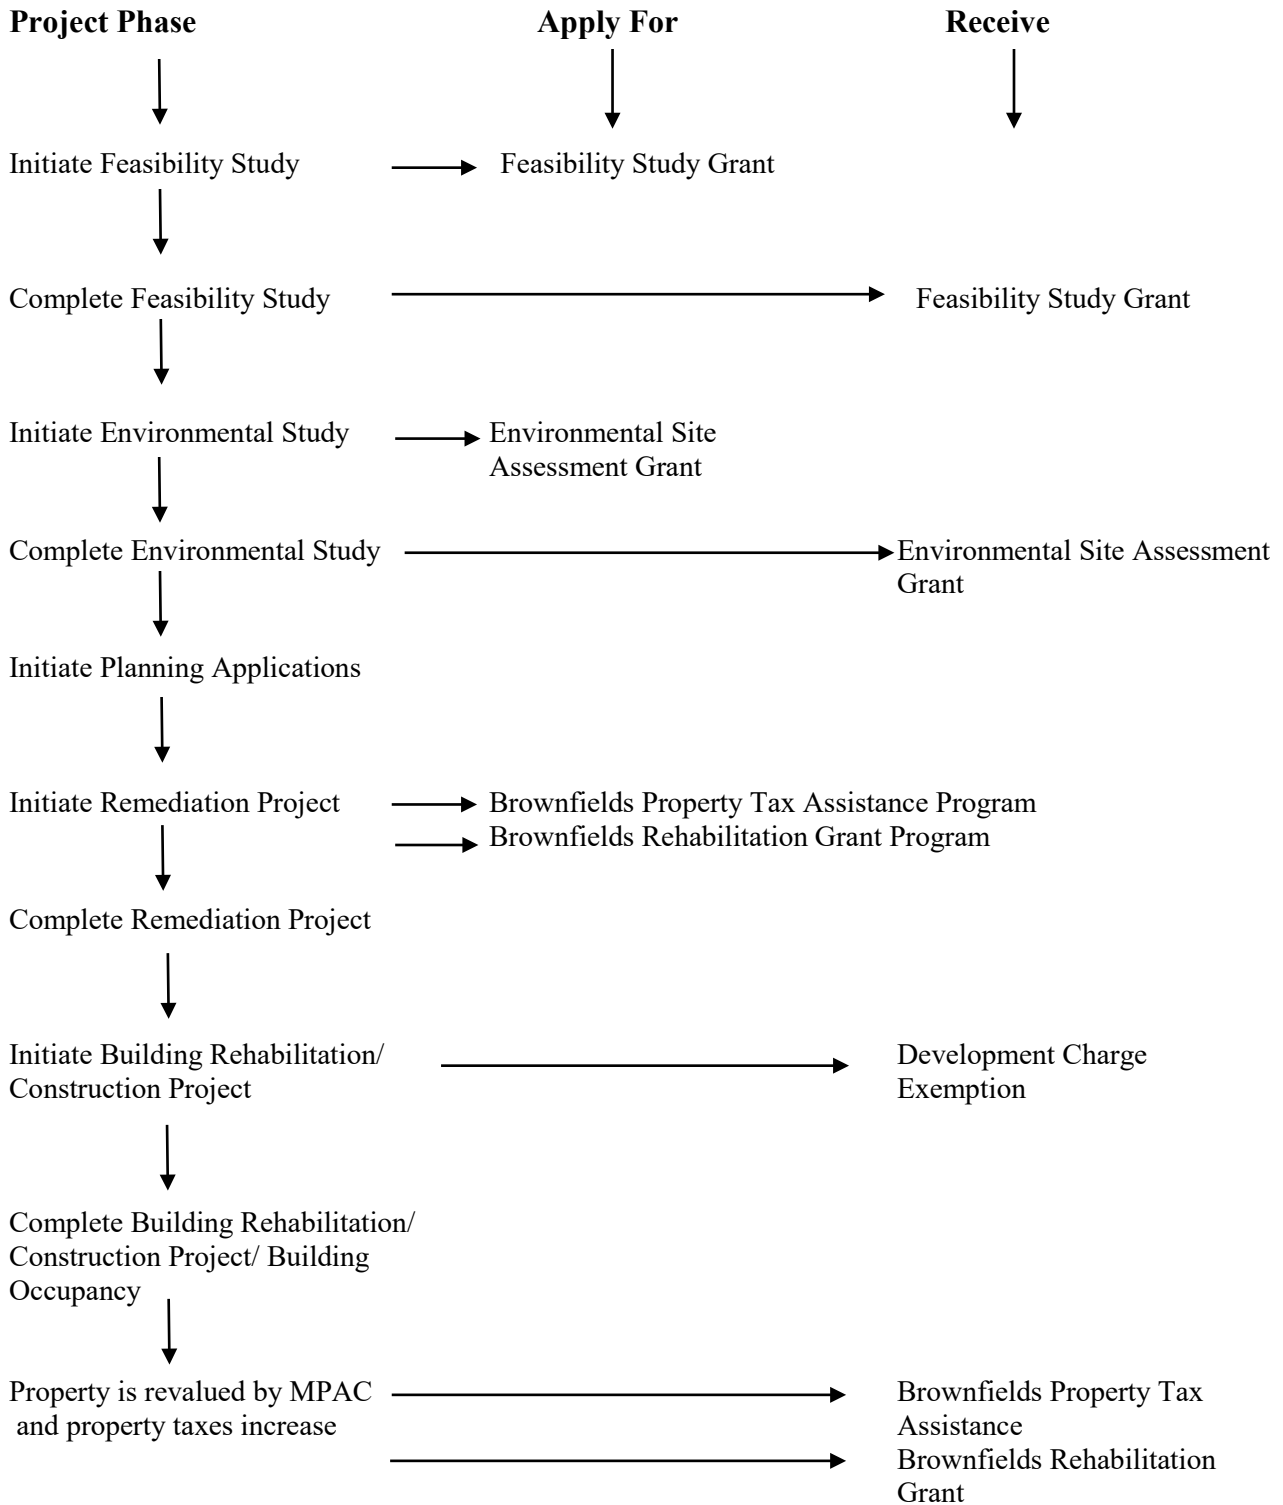 Project Phase
Apply For
Receive
Initiate Feasibility Study
Feasibility Study Grant
Complete Feasibility Study
Feasibility Study Grant
Initiate Environmental Study
Environmental Site
Assessment Grant
Complete Environmental Study
Environmental Site Assessment
Grant
Initiate Planning Applications
Initiate Remediation Project
Brownfields Property Tax Assistance Program
Brownfields Rehabilitation Grant Program
Complete Remediation Project
Initiate Building Rehabilitation/
Construction Project
Development Charge
Exemption
Complete Building Rehabilitation/
Construction Project/ Building
Occupancy
Property is revalued by MPAC
and property taxes increase
Brownfields Property Tax
Assistance
Brownfields Rehabilitation
Grant